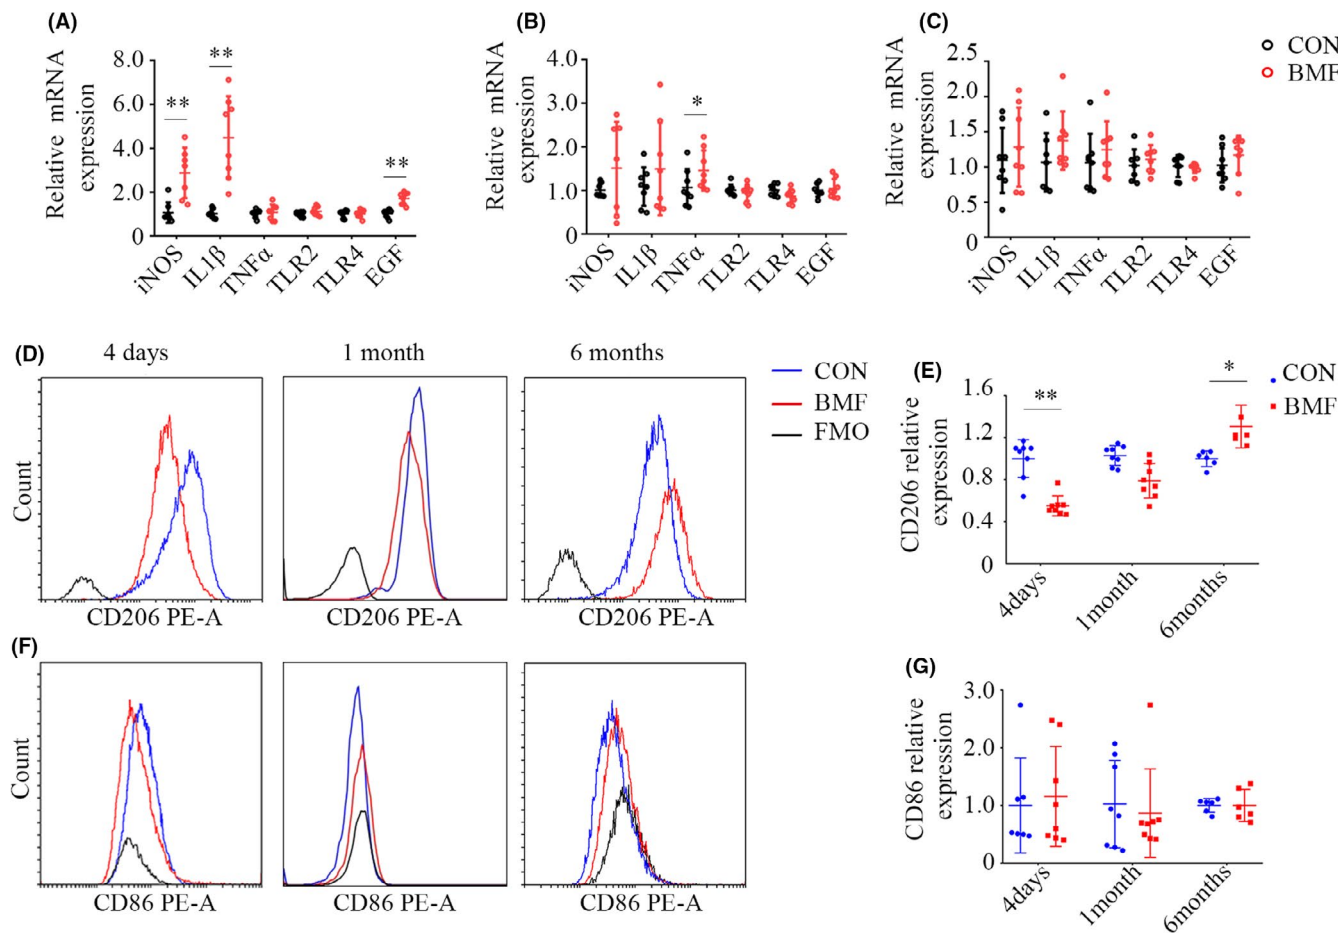 (A)
Relative mRNA
expression
8.0
6.0
4.0
2.0
0
**
**
**
iNOS
IL1β
TNFα
TLR2
TLR4
EGF
(B)
Relative mRNA
expression
4.0
3.0
2.0
1.0
0
*
iNOS
IL1β
TNFα
TLR2
TLR4
EGF
(C)
Relative mRNA
expression
2.5
2.0
1.5
1.0
0.5
0
iNOS
IL1β
TNFα
TLR2
TLR4
EGF
CON
BMF
(D)
4 days
1 month
6 months
Count
CD206 PE-A
CD206 PE-A
CD206 PE-A
CON
BMF
FMO
(E)
CD206 relative
expression
1.6
1.2
0.8
0.4
0
**
*
4days
1month
6months
CON
BMF
(F)
Count
CD86 PE-A
CD86 PE-A
CD86 PE-A
(G)
CD86 relative
expression
3.0
2.0
1.0
0
4days
1month
6months